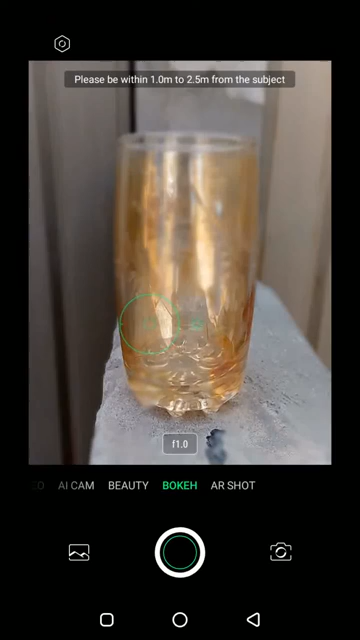 Please be within 1.0m to 2.5m from the subject
f1.0
AI CAM BEAUTY BOKEH AR SHOT